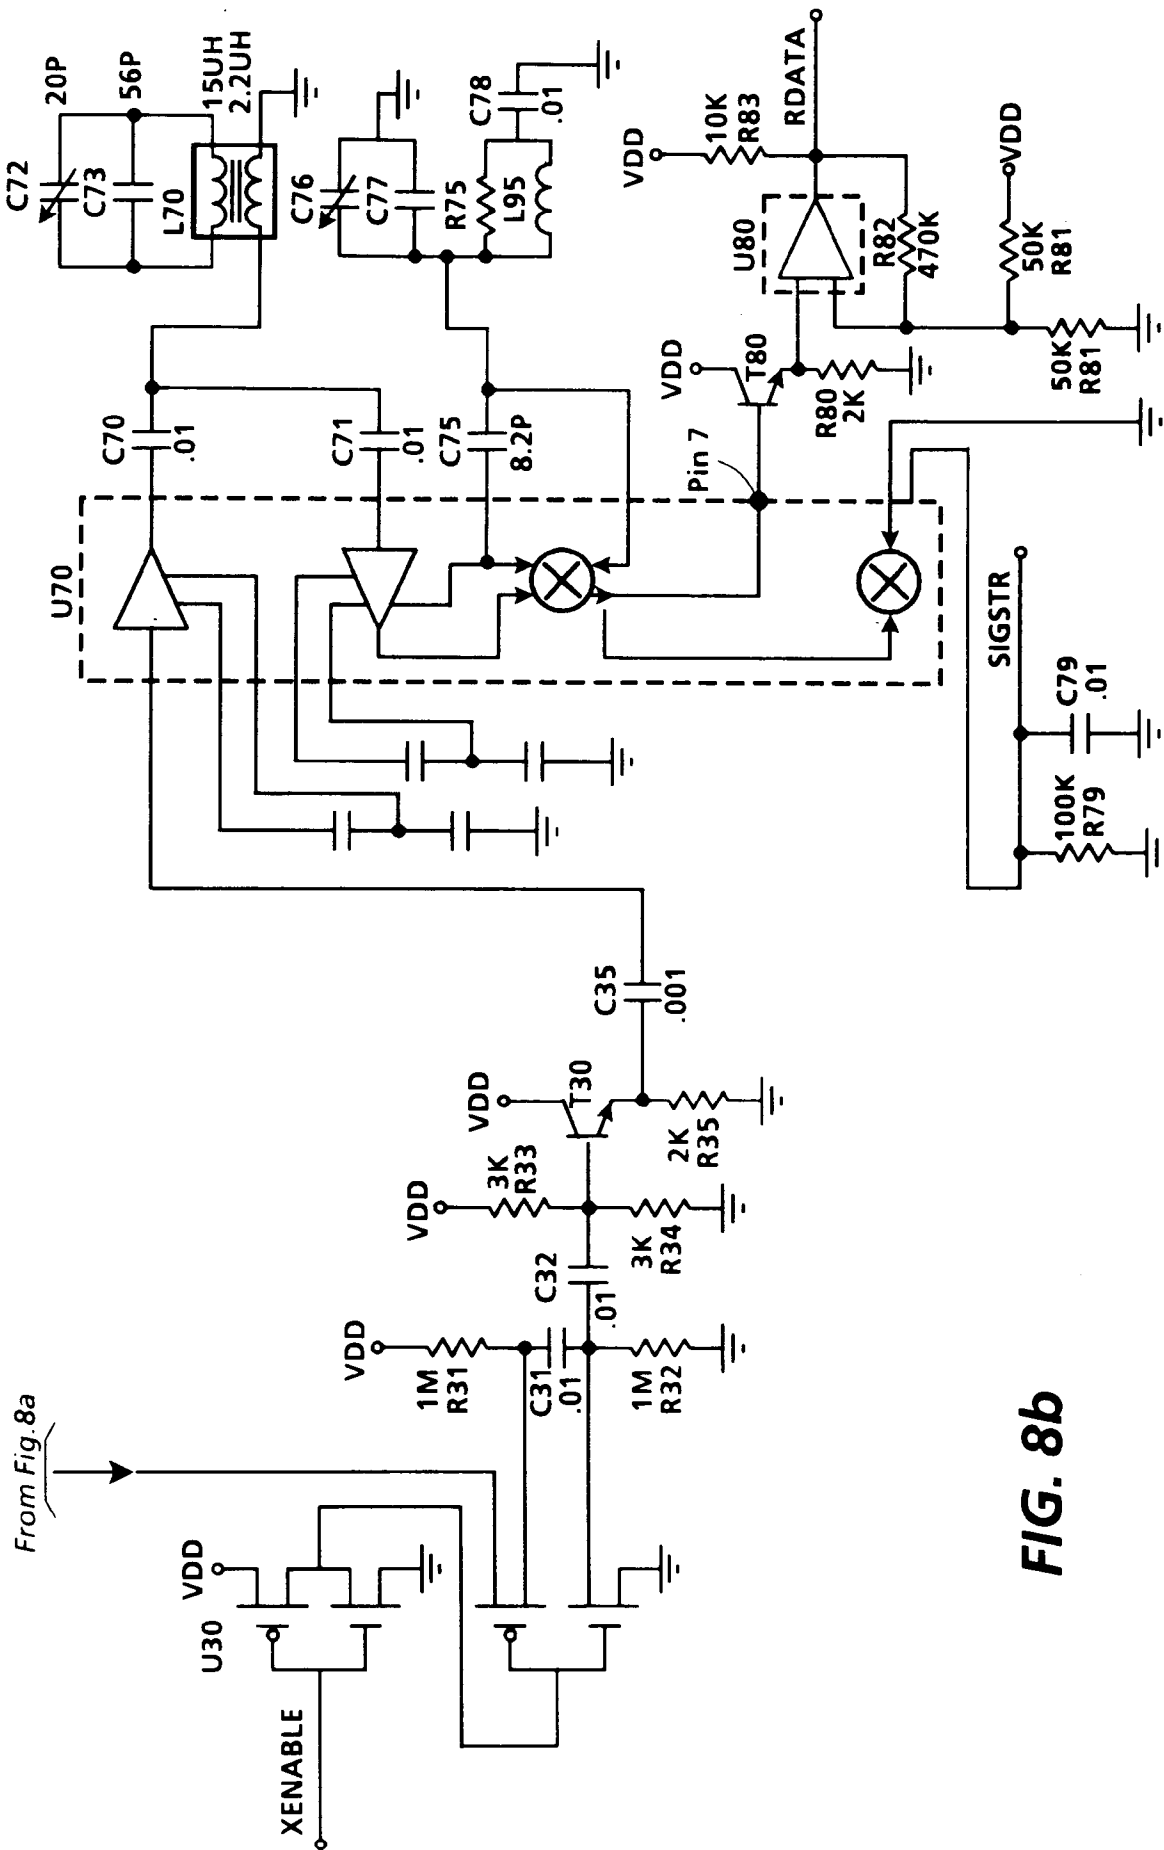 From Fig.8a
XENABLE
U30
VDD
VDD
1M
R31
C31
.01
1M
R32
C32
.01
VDD
3K
R33
3K
R34
VDD
T30
2K
R35
C35
.001
U70
C70
.01
C71
.01
C75
8.2P
C72
20P
C73
56P
L70
15UH
2.2UH
C76
C77
R75
L95
C78
.01
Pin 7
VDD
T80
R80
2K
U80
VDD
10K
R83
RDATA
R82
470K
50K
R81
VDD
50K
R81
SIGSTR
C79
.01
100K
R79
FIG. 8b